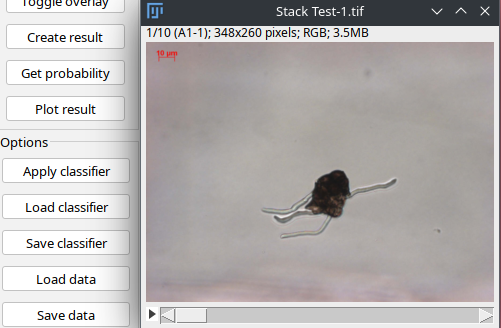 Toggle overlay
Create result
Get probability
Plot result
Options
Apply classifier
Load classifier
Save classifier
Load data
Save data
Stack Test-1.tif
1/10 (A1-1); 348x260 pixels; RGB; 3.5MB
10 µm